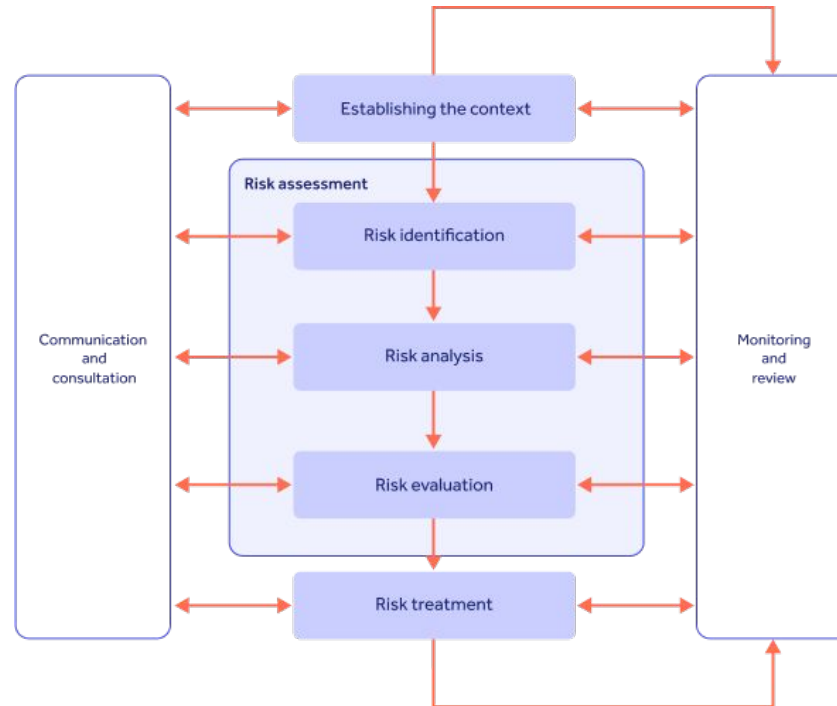 Establishing the context
Risk assessment
Risk identification
Communication
and
consultation
Risk analysis
Monitoring
and
review
Risk evaluation
Risk treatment